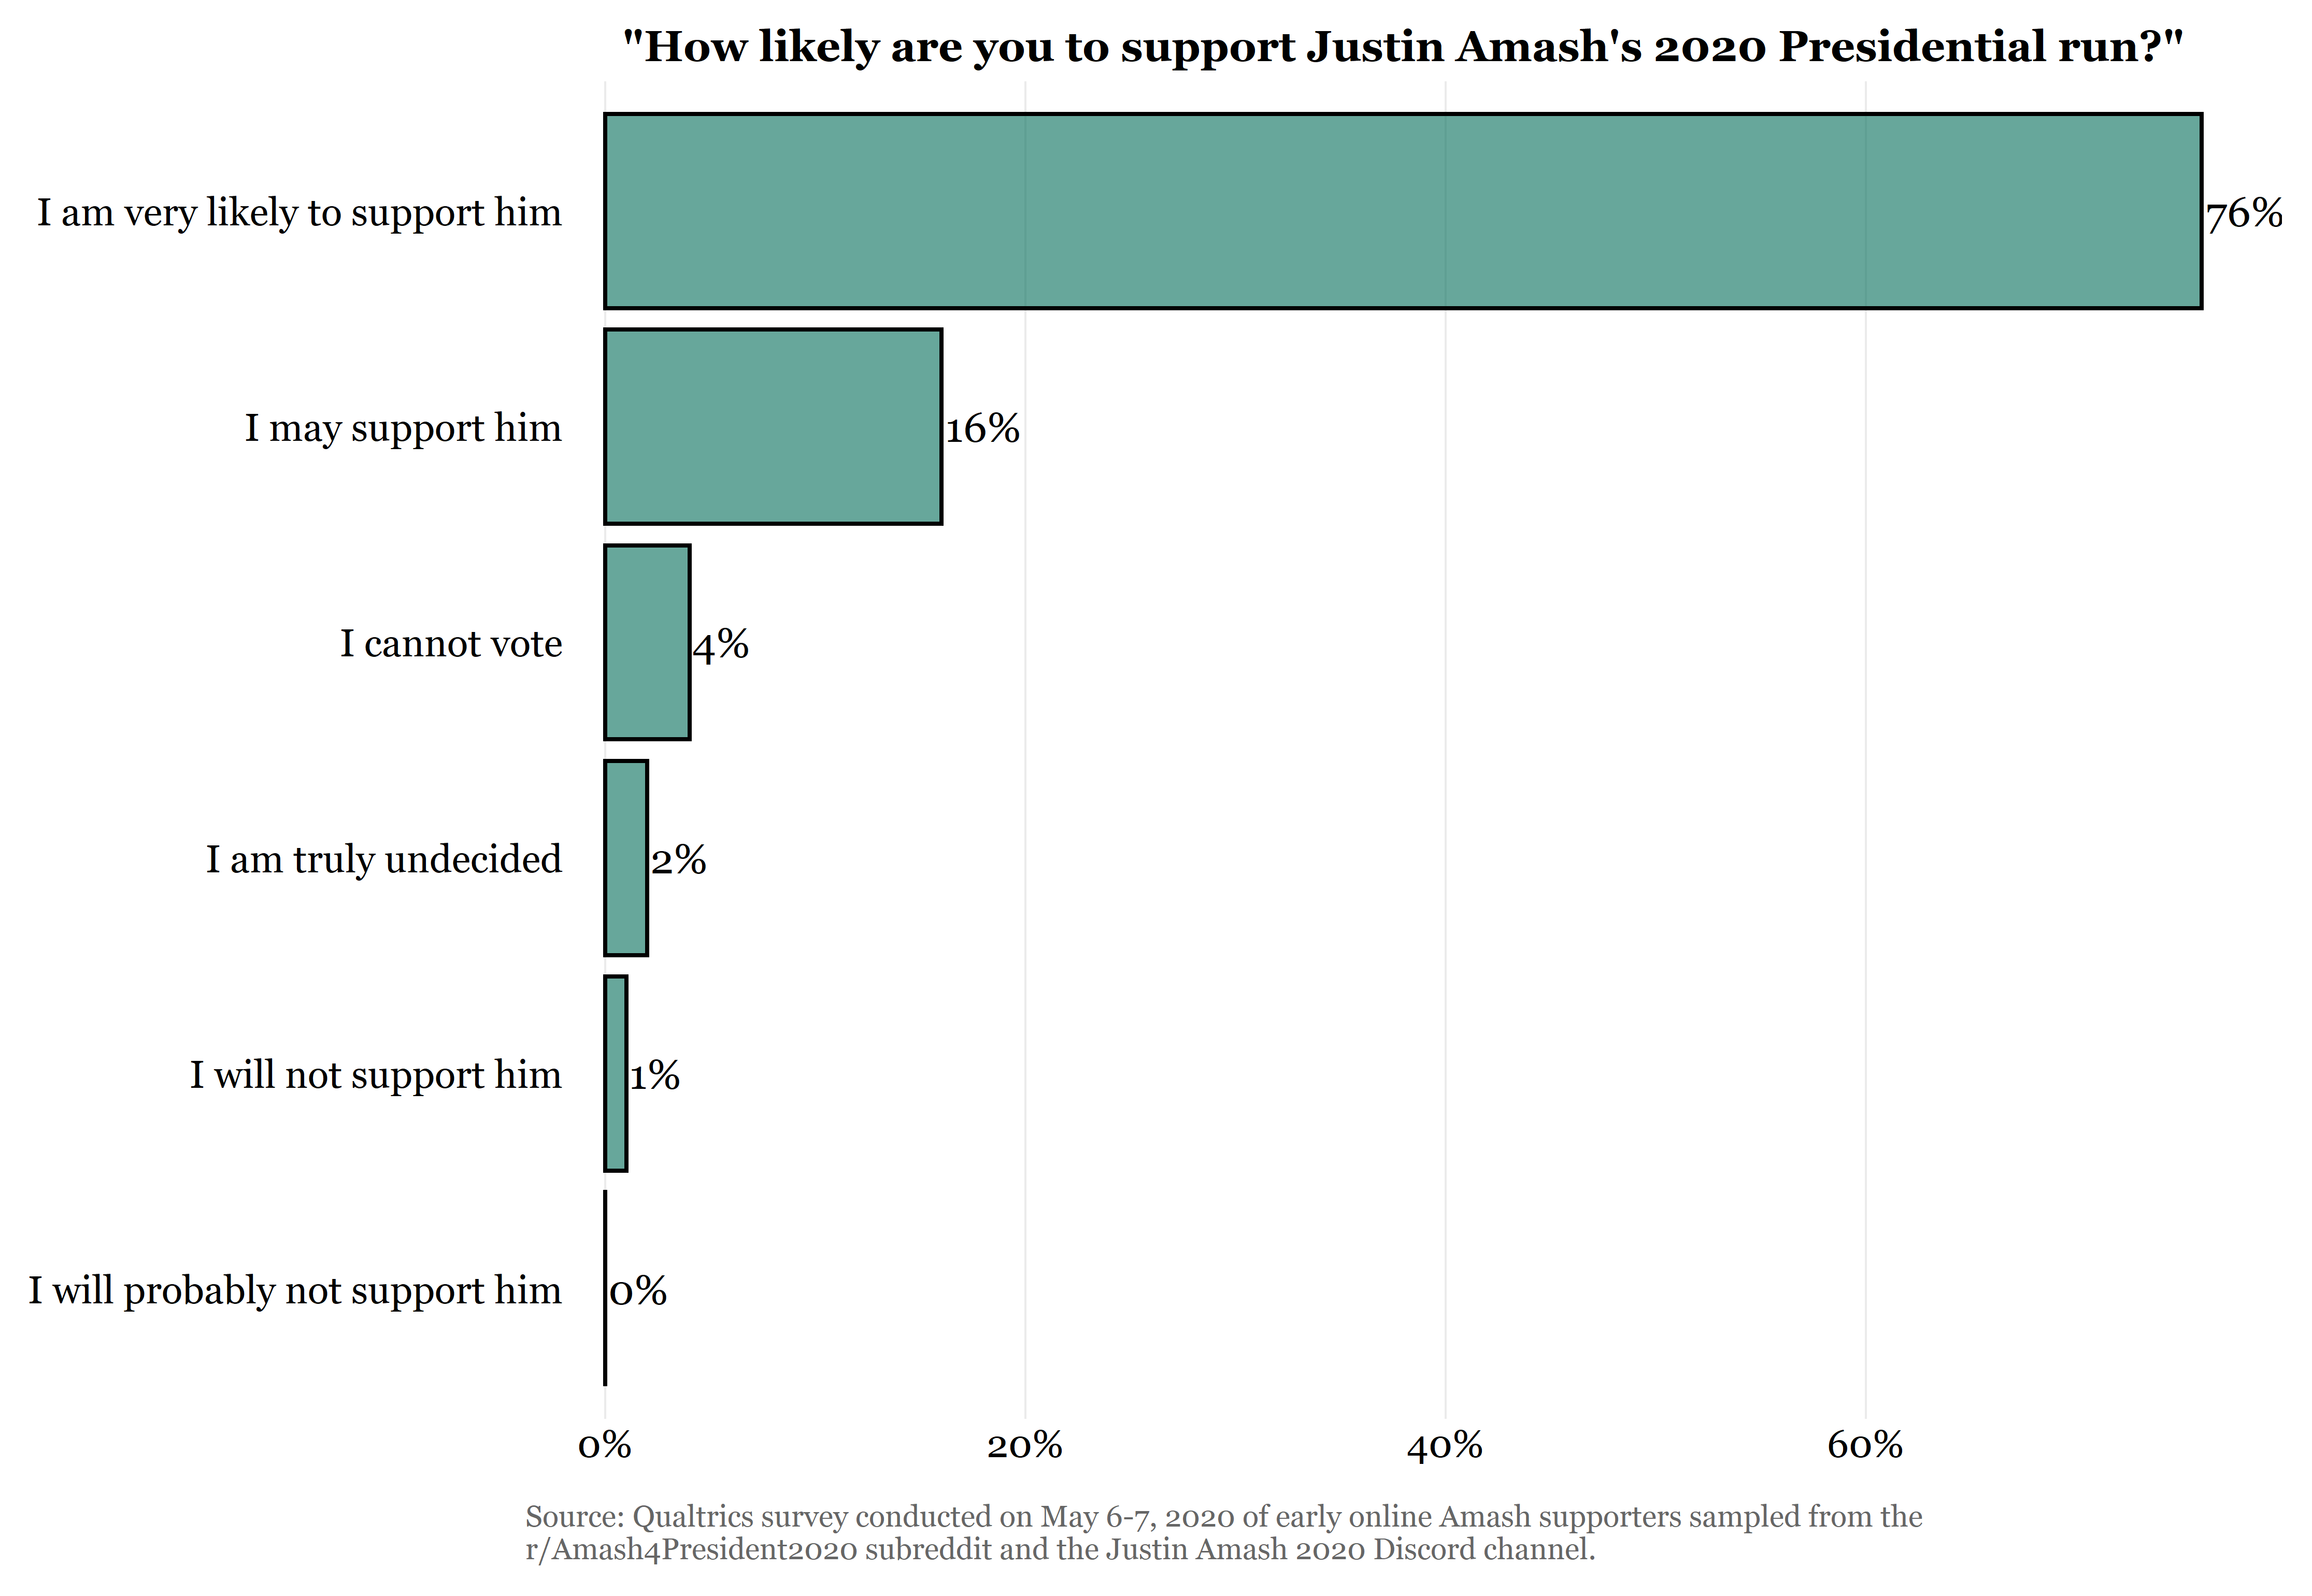 "How likely are you to support Justin Amash's 2020 Presidential run?"
I am very likely to support him
76%
I may support him
16%
I cannot vote
4%
I am truly undecided
2%
I will not support him
1%
I will probably not support him
0%
0%
20%
40%
60%
Source: Qualtrics survey conducted on May 6-7, 2020 of early online Amash supporters sampled from the
r/Amash4President2020 subreddit and the Justin Amash 2020 Discord channel.